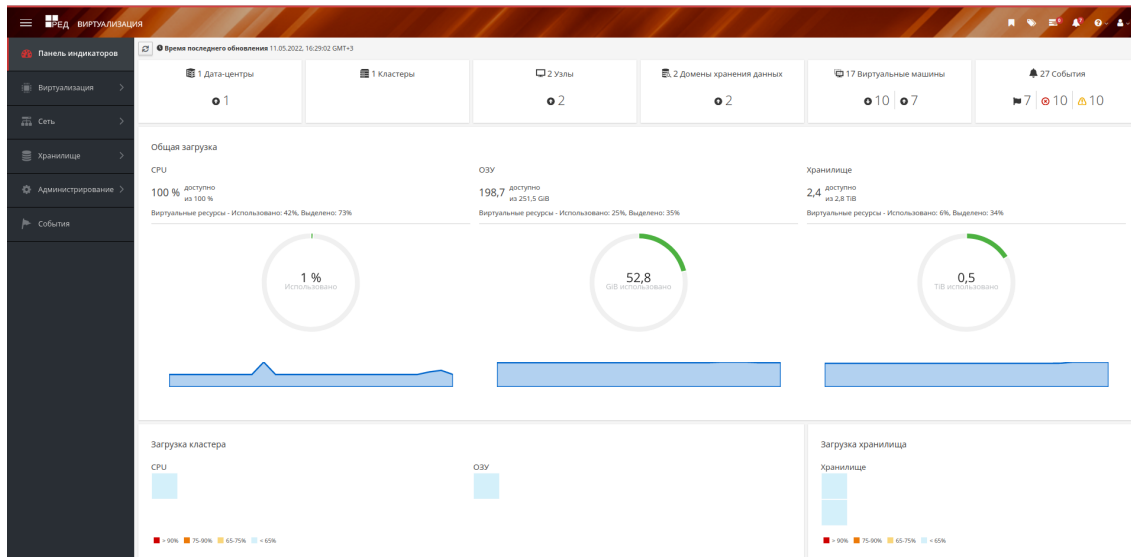 РЕД ВИРТУАЛИЗАЦИЯ
Панель индикаторов
Виртуализация
Сеть
Хранилище
Администрирование
События
Время последнего обновления 11.05.2022, 16:29:02 GMT+3
1 Дата-центры
1
1 Кластеры
2 Узлы
2
2 Домены хранения данных
2
17 Виртуальные машины
10 7
27 События
7 10 10
Общая загрузка
CPU
100 % доступно
из 100 %
Виртуальные ресурсы - Использовано: 42%, Выделено: 73%
1 %
Использовано
ОЗУ
198,7 доступно
из 251,5 GiB
Виртуальные ресурсы - Использовано: 25%, Выделено: 35%
52,8
GiB использовано
Хранилище
2,4 доступно
из 2,8 TiB
Виртуальные ресурсы - Использовано: 6%, Выделено: 34%
0,5
TiB использовано
Загрузка кластера
CPU
ОЗУ
> 90% 75-90% 65-75% < 65%
Загрузка хранилища
Хранилище
> 90% 75-90% 65-75% < 65%